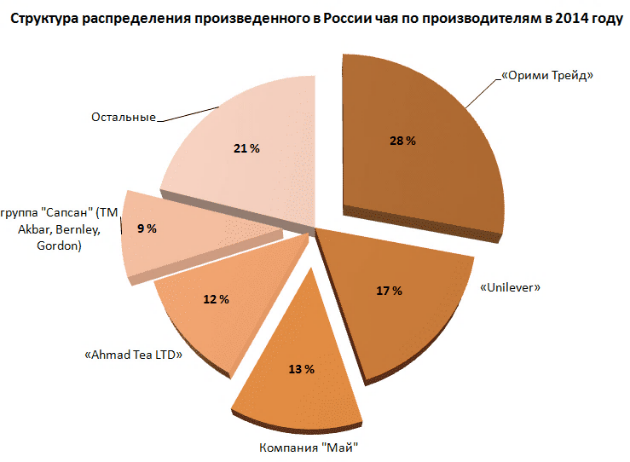 Структура распределения произведенного в России чая по производителям в 2014 году
«Орими Трейд»
28 %
Остальные
21 %
группа "Сапсан" (ТМ
Akbar, Bernley,
Gordon)
9 %
17 %
«Unilever»
12 %
«Ahmad Tea LTD»
13 %
Компания "Май"